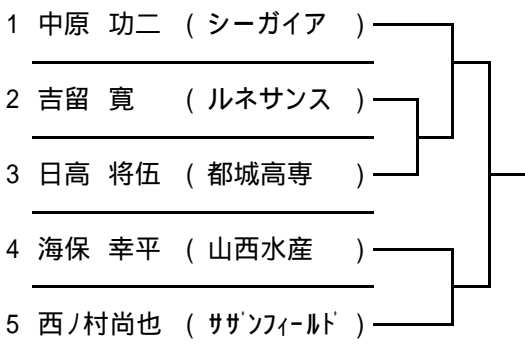 1 中原 功二 ( シーガイア )
2 吉留 寛 ( ルネサンス )
3 日高 将伍 ( 都城高専 )
4 海保 幸平 ( 山西水産 )
5 西ノ村尚也 ( ｻｻﾞﾝﾌｨｰﾙﾄﾞ )